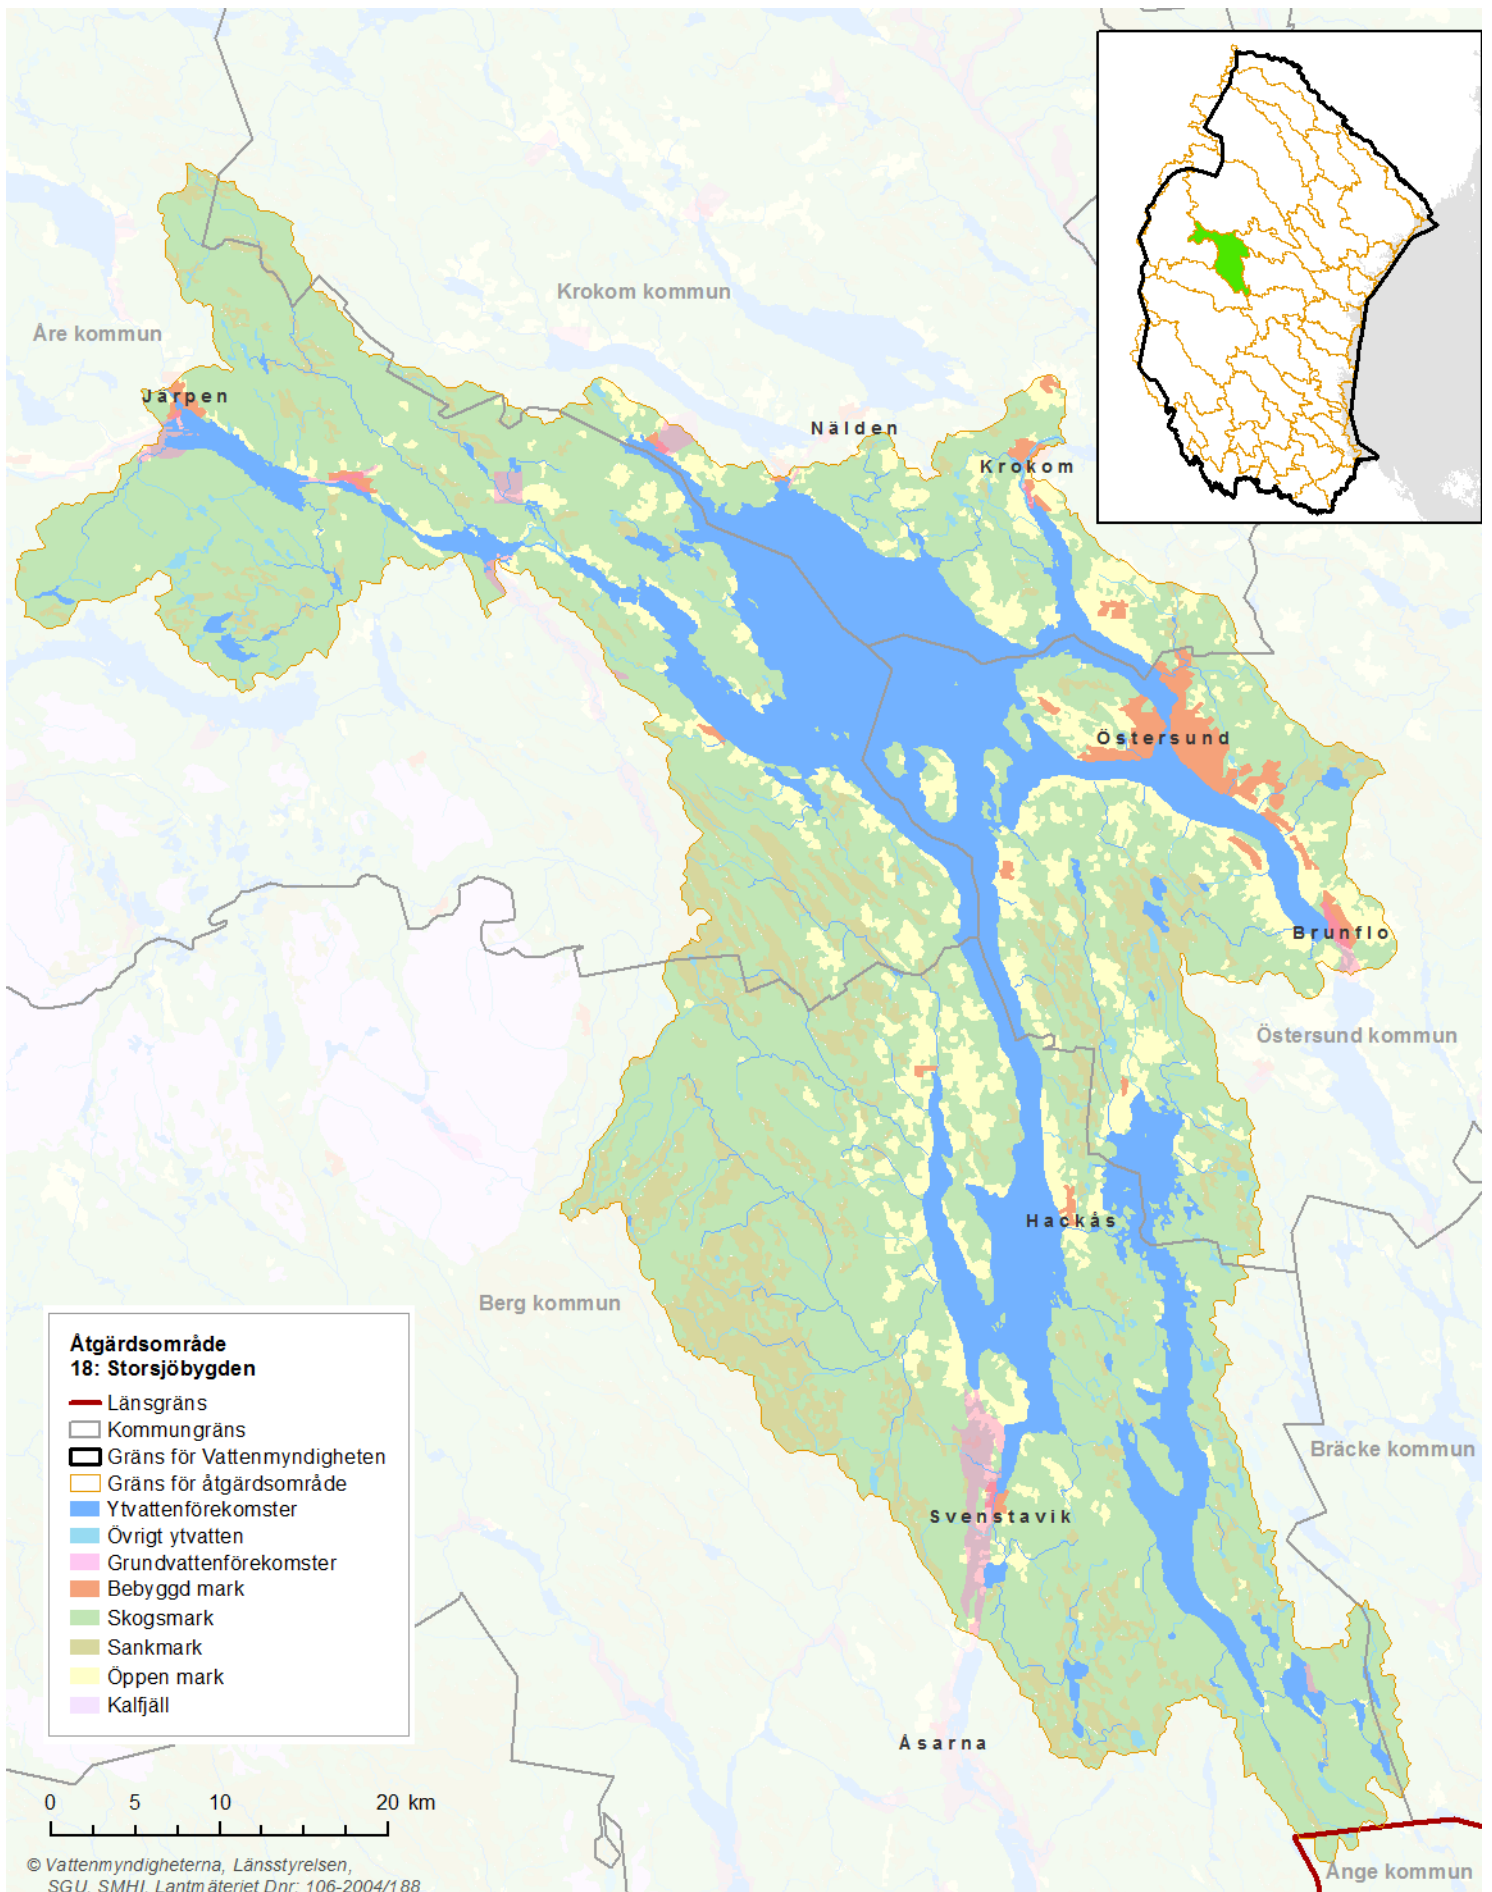 Krokom kommun
Åre kommun
Järpen
Nälden
Krokom
Östersund
Brunflo
Östersund kommun
Hackås
Berg kommun
Bräcke kommun
Svenstavik
Åsarna
Ånge kommun
Åtgärdsområde
18: Storsjöbygden
Länsgräns
Kommungräns
Gräns för Vattenmyndigheten
Gräns för åtgärdsområde
Ytvattenförekomster
Övrigt ytvatten
Grundvattenförekomster
Bebyggd mark
Skogsmark
Sankmark
Öppen mark
Kalfjäll
0 5 10 20 km
© Vattenmyndigheterna, Länsstyrelsen,
SGU, SMHI, Lantmäteriet Dnr: 106-2004/188